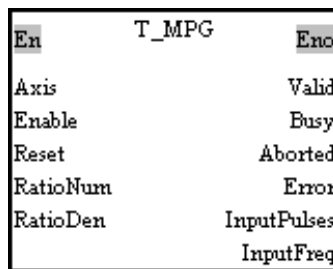 T_MPG
En Eno
Axis Valid
Enable Busy
Reset Aborted
RatioNum Error
RatioDen InputPulses
InputFreq